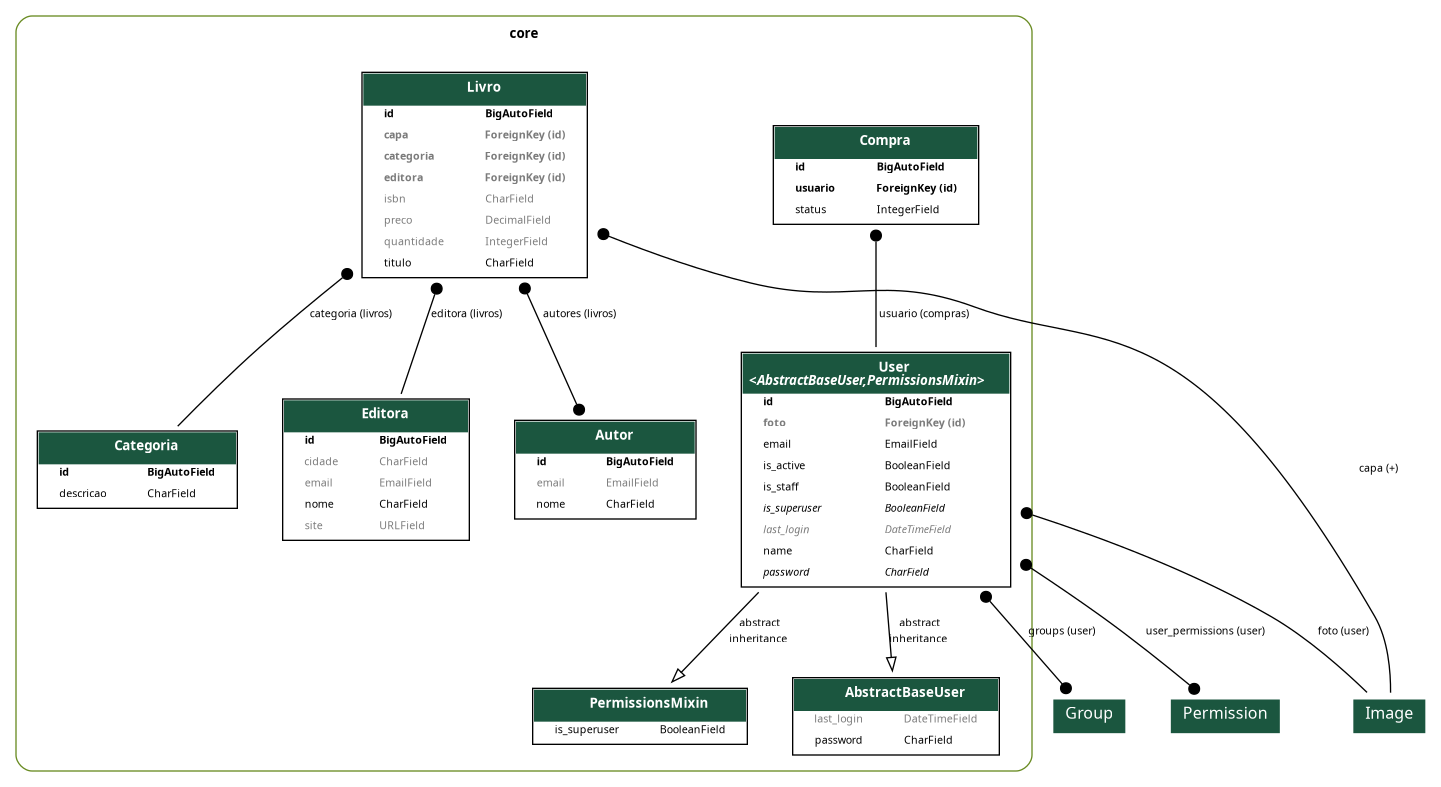 core
Livro
id BigAutoField
capa ForeignKey (id)
categoria ForeignKey (id)
editora ForeignKey (id)
isbn CharField
preco DecimalField
quantidade IntegerField
titulo CharField
Compra
id BigAutoField
usuario ForeignKey (id)
status IntegerField
categoria (livros)
editora (livros)
autores (livros)
usuario (compras)
Categoria
id BigAutoField
descricao CharField
Editora
id BigAutoField
cidade CharField
email EmailField
nome CharField
site URLField
Autor
id BigAutoField
email EmailField
nome CharField
User
<AbstractBaseUser,PermissionsMixin>
id BigAutoField
foto ForeignKey (id)
email EmailField
is_active BooleanField
is_staff BooleanField
is_superuser BooleanField
last_login DateTimeField
name CharField
password CharField
capa (+)
abstract
inheritance
abstract
inheritance
groups (user)
user_permissions (user)
foto (user)
PermissionsMixin
is_superuser BooleanField
AbstractBaseUser
last_login DateTimeField
password CharField
Group
Permission
Image